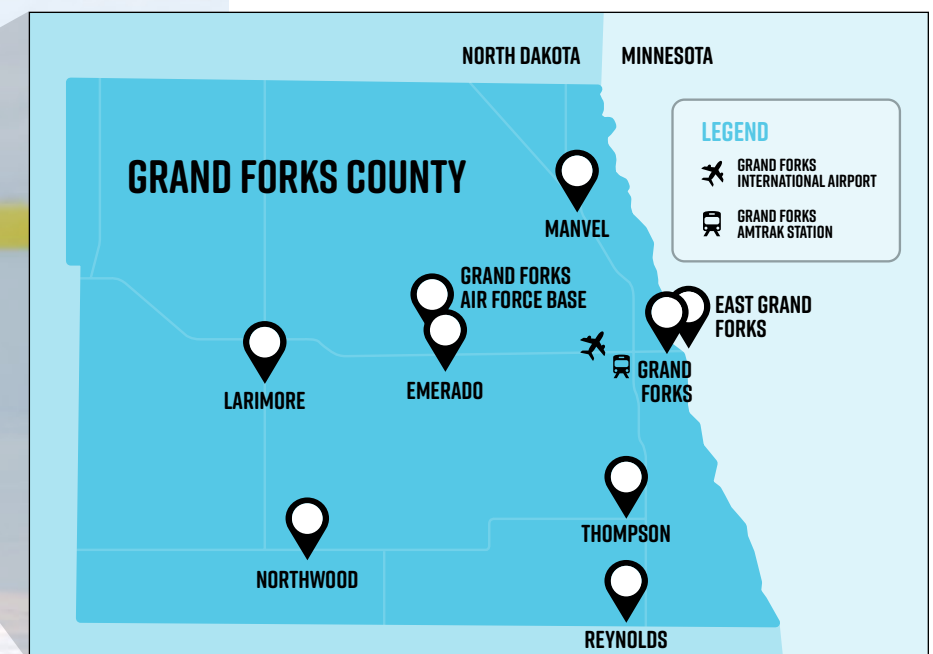 NORTH DAKOTA
MINNESOTA
LEGEND
GRAND FORKS
INTERNATIONAL AIRPORT
GRAND FORKS
AMTRAK STATION
GRAND FORKS COUNTY
MANVEL
GRAND FORKS
AIR FORCE BASE
EAST GRAND
FORKS
GRAND
FORKS
EMERADO
LARIMORE
THOMPSON
NORTHWOOD
REYNOLDS